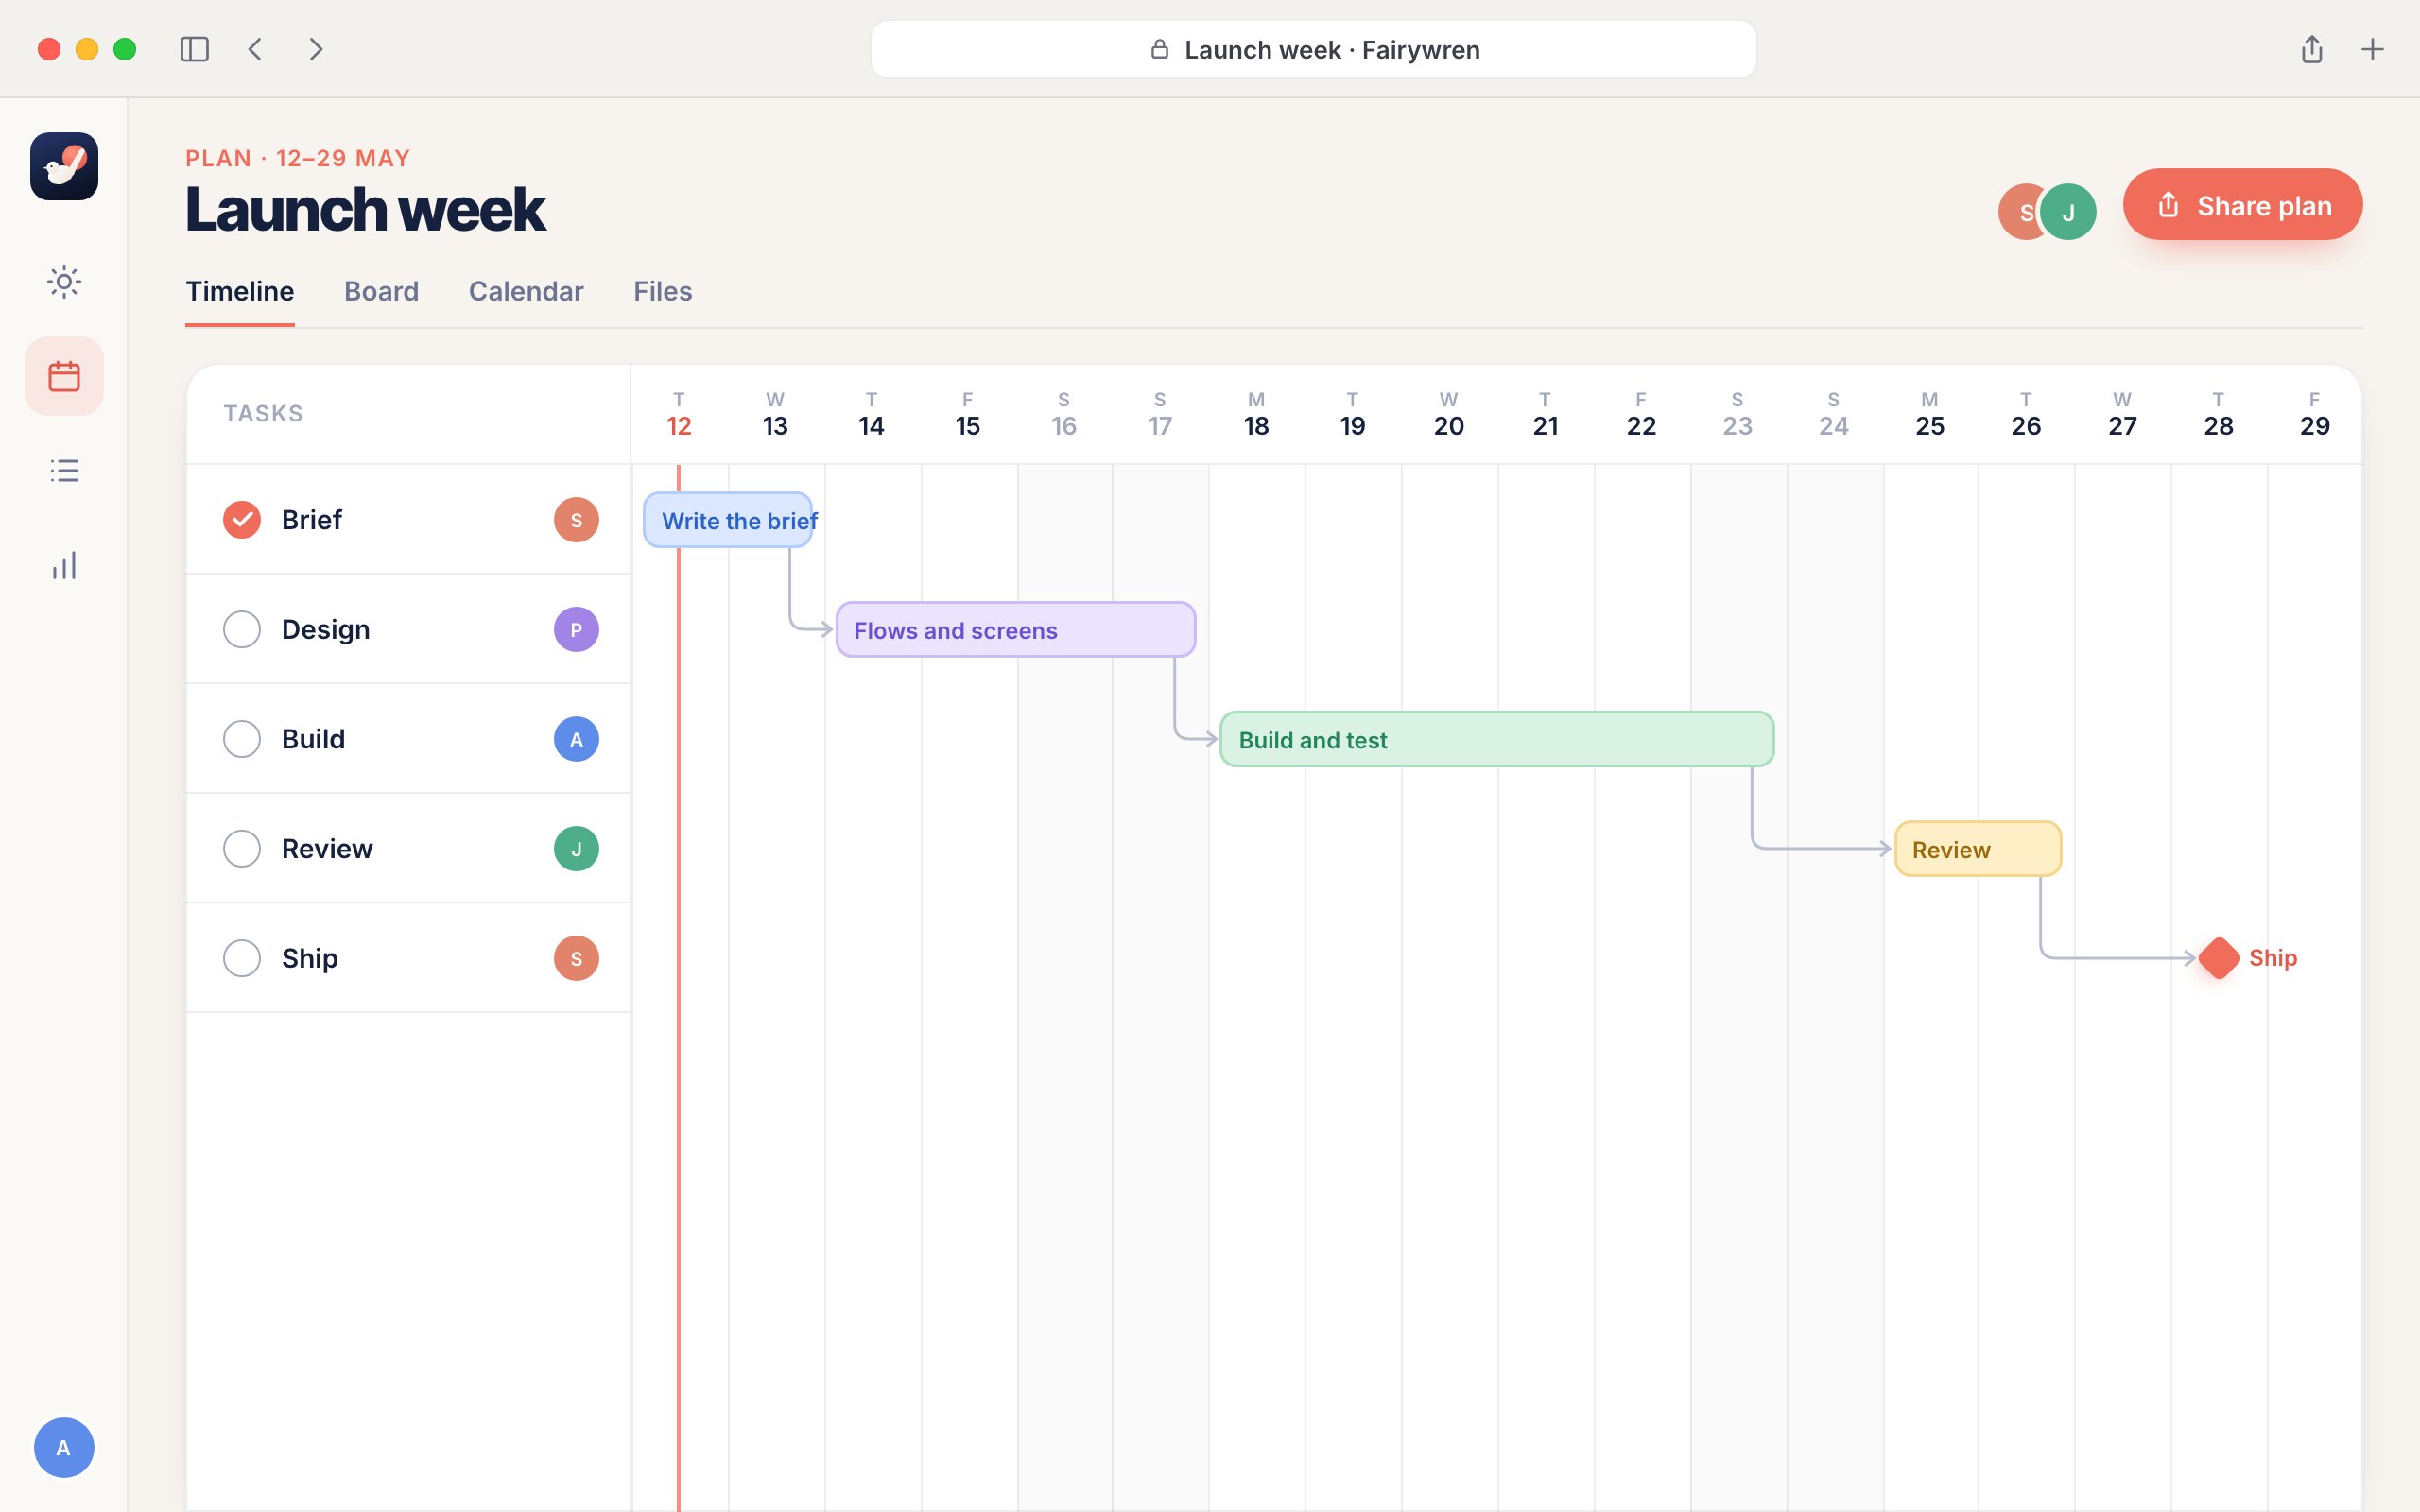 Launch week · Fairywren
PLAN · 12–29 MAY
Launch week
S J
Share plan
Timeline Board Calendar Files
TASKS
T W T F S S M T W T F S S M T W T F
12 13 14 15 16 17 18 19 20 21 22 23 24 25 26 27 28 29
Brief S
Write the brief
Design P
Flows and screens
Build A
Build and test
Review J
Review
Ship S
Ship
A